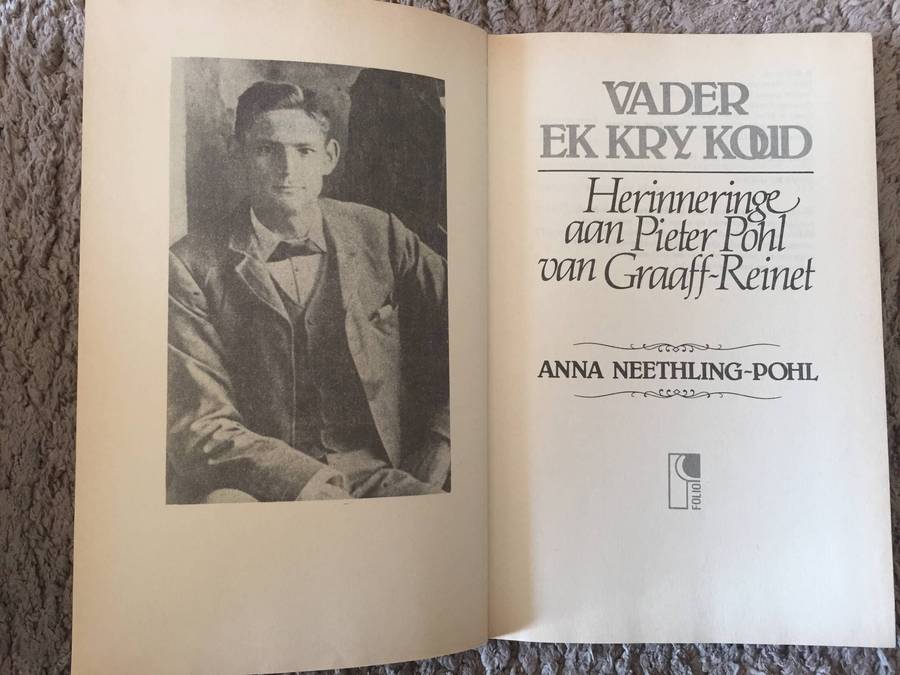 VADER
EK KRY KOUD
Herinneringe
aan Pieter Pohl
van Graaff-Reinet
ANNA NEETHLING-POHL
FOLIO